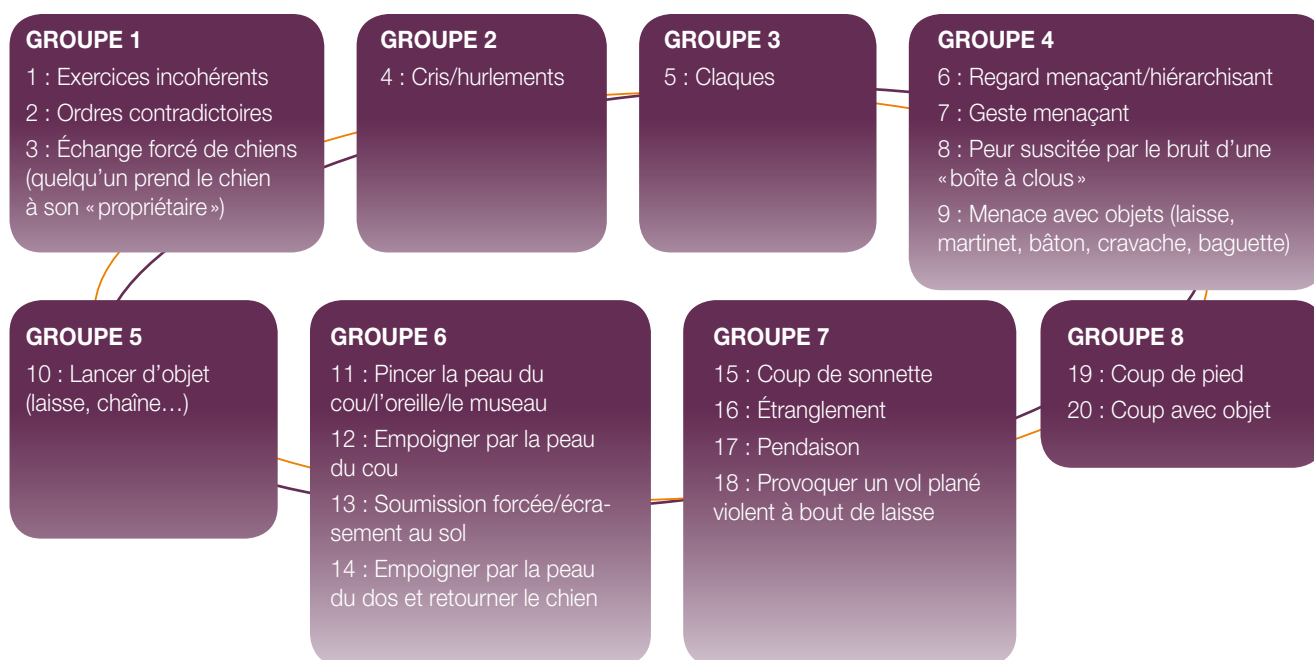 GROUPE 1
1 : Exercices incohérents
2 : Ordres contradictoires
3 : Échange forcé de chiens
(quelqu’un prend le chien
à son «propriétaire»)
GROUPE 2
4 : Cris/hurlements
GROUPE 3
5 : Claques
GROUPE 4
6 : Regard menaçant/hiérarchisant
7 : Geste menaçant
8 : Peur suscitée par le bruit d’une
«boîte à clous»
9 : Menace avec objets (laisse,
martinet, bâton, cravache, baguette)
GROUPE 5
10 : Lancer d’objet
(laisse, chaîne…)
GROUPE 6
11 : Pincer la peau du
cou/l’oreille/le museau
12 : Empoigner par la peau
du cou
13 : Soumission forcée/écra-
sement au sol
14 : Empoigner par la peau
du dos et retourner le chien
GROUPE 7
15 : Coup de sonnette
16 : Étranglement
17 : Pendaison
18 : Provoquer un vol plané
violent à bout de laisse
GROUPE 8
19 : Coup de pied
20 : Coup avec objet